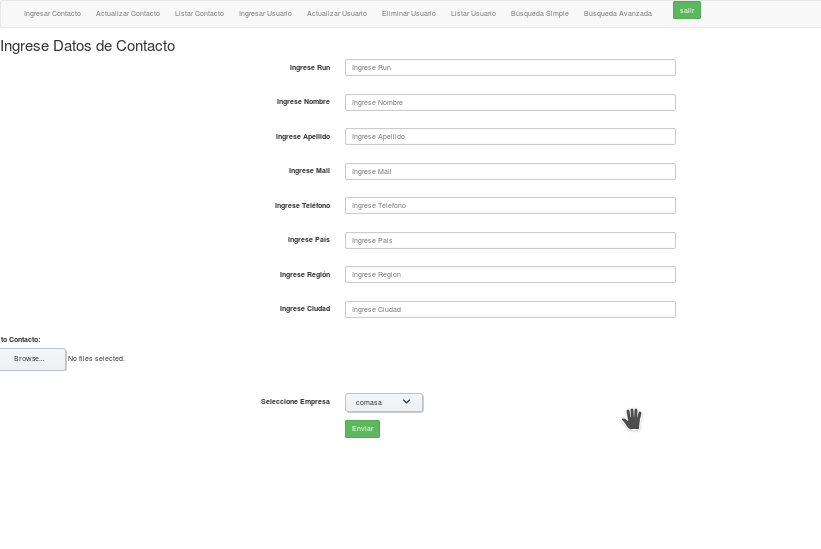 Ingresar Contacto Actualizar Contacto Listar Contacto Ingresar Usuario Actualizar Usuario Eliminar Usuario Listar Usuario Búsqueda Simple Búsqueda Avanzada salir
Ingrese Datos de Contacto
Ingrese Run Ingrese Run
Ingrese Nombre Ingrese Nombre
Ingrese Apellido Ingrese Apellido
Ingrese Mail Ingrese Mail
Ingrese Teléfono Ingrese Telefono
Ingrese País Ingrese Pais
Ingrese Región Ingrese Region
Ingrese Ciudad Ingrese Ciudad
to Contacto:
Browse... No files selected.
Seleccione Empresa comasa
Enviar